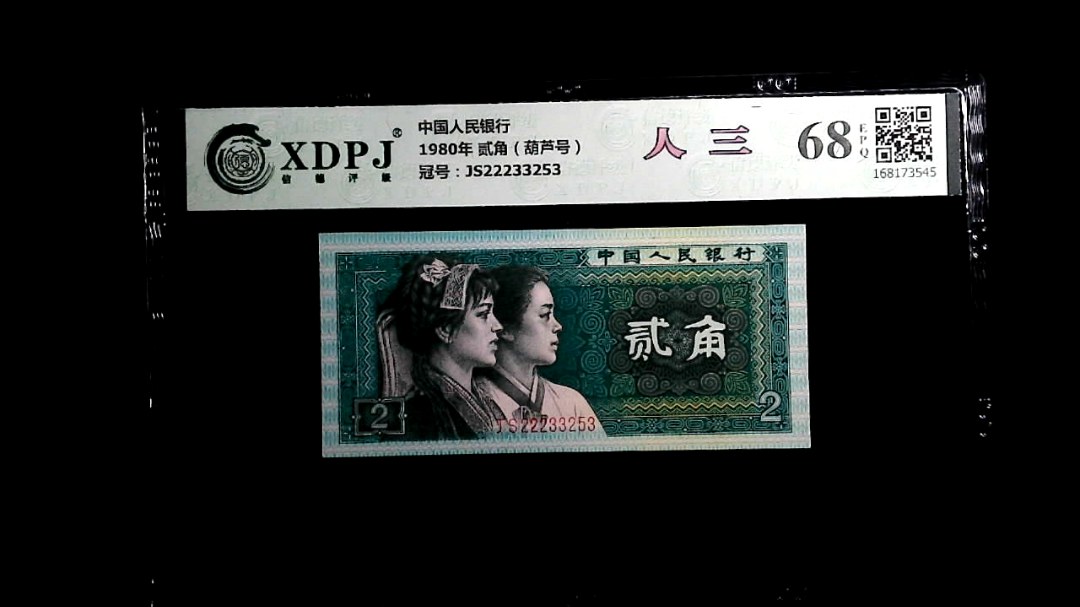 XDPJ®
信德评级
中国人民银行
1980年 贰角（葫芦号）
冠号：JS22233253
人 三
68
EPQ
168173545
中国人民银行
贰角
2
JS22233253
2